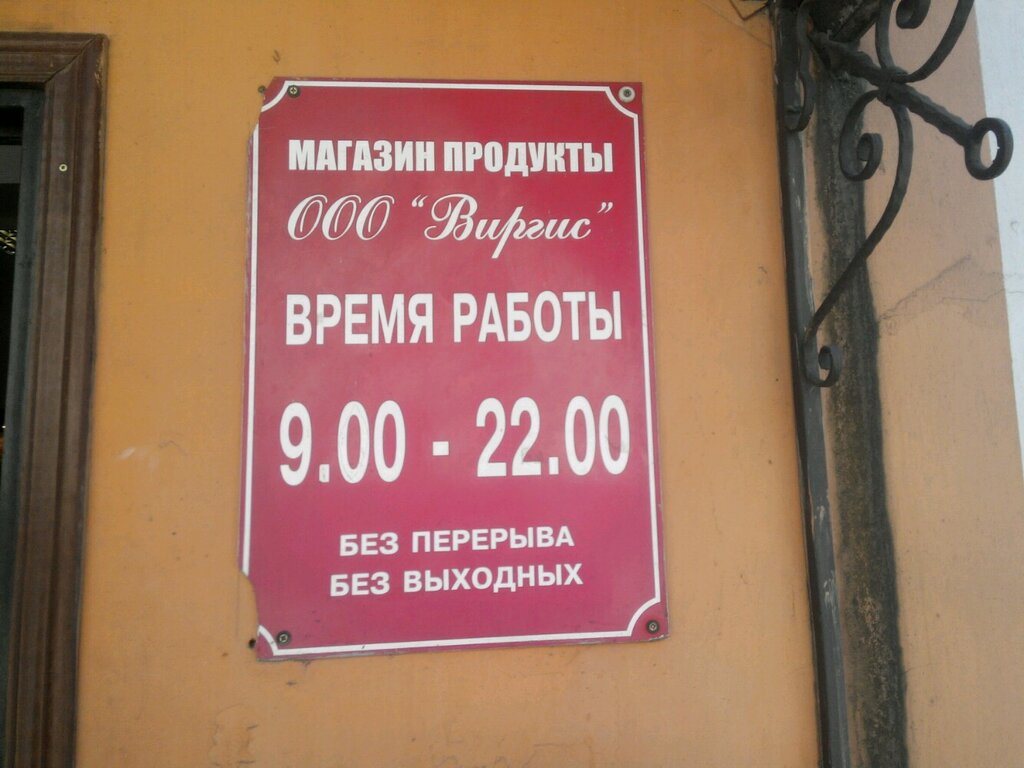 МАГАЗИН ПРОДУКТЫ
ООО "Виргис"
ВРЕМЯ РАБОТЫ
9.00 - 22.00
БЕЗ ПЕРЕРЫВА
БЕЗ ВЫХОДНЫХ